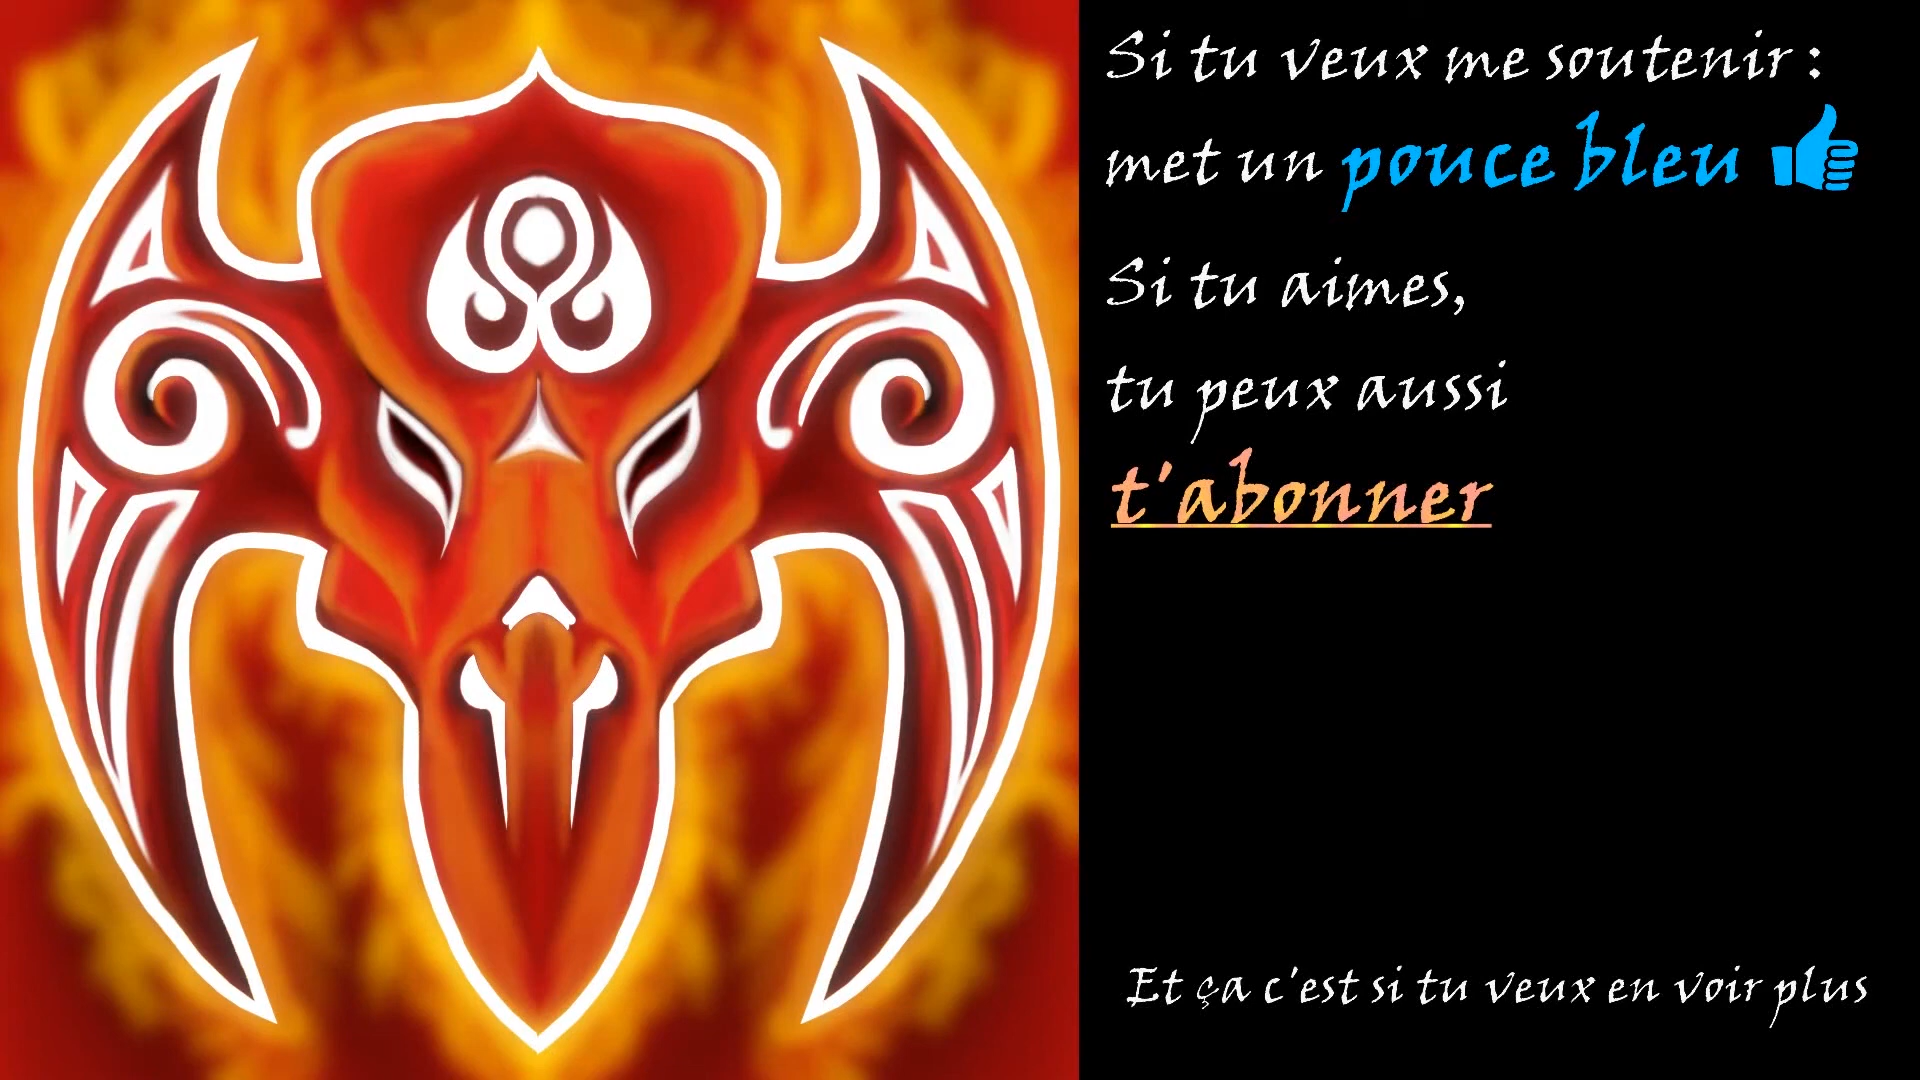 Si tu veux me soutenir :
met un pouce bleu
Si tu aimes,
tu peux aussi
t'abonner
Et ça c'est si tu veux en voir plus